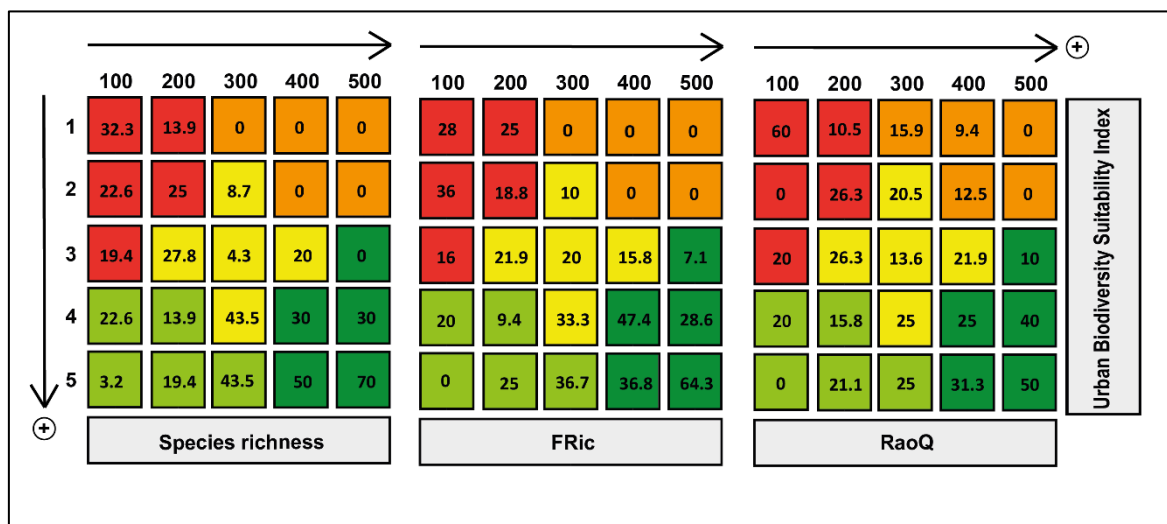 100 200 300 400 500 100 200 300 400 500 100 200 300 400 500
1 32.3 13.9 0 0 0 28 25 0 0 0 60 10.5 15.9 9.4 0
2 22.6 25 8.7 0 0 36 18.8 10 0 0 0 26.3 20.5 12.5 0
3 19.4 27.8 4.3 20 0 16 21.9 20 15.8 7.1 20 26.3 13.6 21.9 10
4 22.6 13.9 43.5 30 30 20 9.4 33.3 47.4 28.6 20 15.8 25 25 40
5 3.2 19.4 43.5 50 70 0 25 36.7 36.8 64.3 0 21.1 25 31.3 50
Species richness FRic RaoQ
Urban Biodiversity Suitability Index